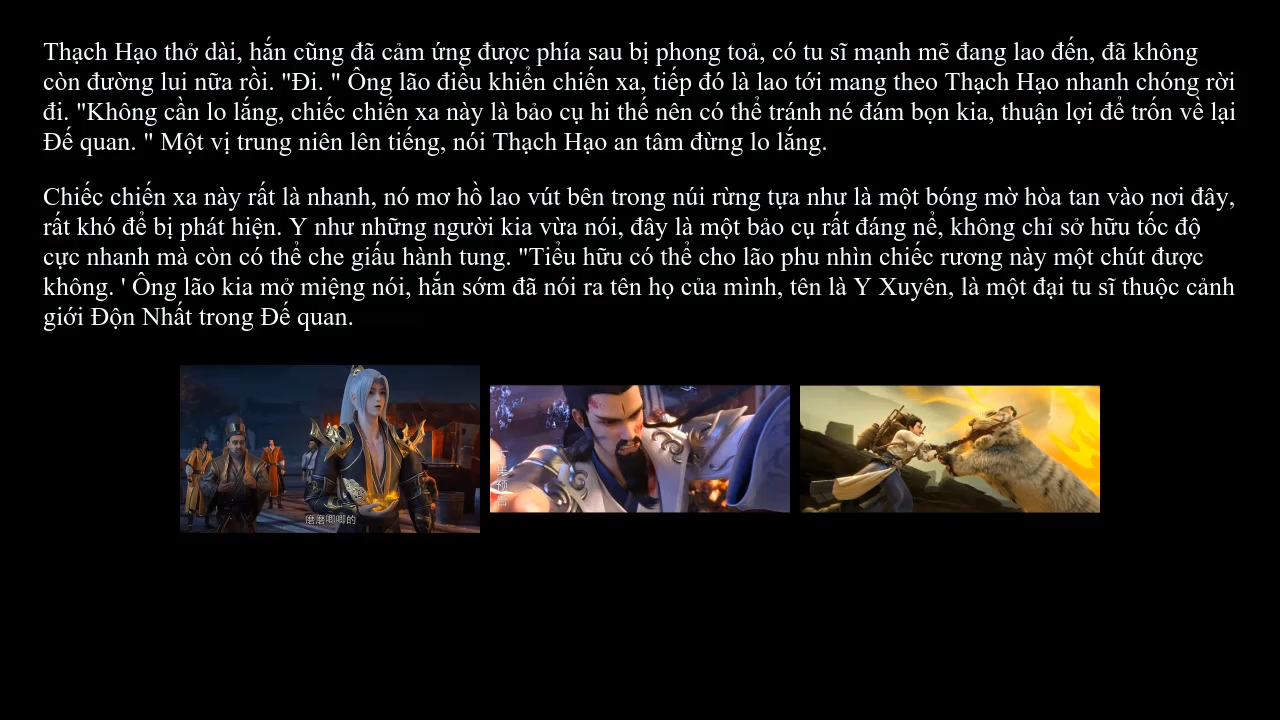 Thạch Hạo thở dài, hắn cũng đã cảm ứng được phía sau bị phong toả, có tu sĩ mạnh mẽ đang lao đến, đã không
còn đường lui nữa rồi. "Đi. " Ông lão điều khiển chiến xa, tiếp đó là lao tới mang theo Thạch Hạo nhanh chóng rời
đi. "Không cần lo lắng, chiếc chiến xa này là bảo cụ hi thế nên có thể tránh né đám bọn kia, thuận lợi để trốn về lại
Đế quan. " Một vị trung niên lên tiếng, nói Thạch Hạo an tâm đừng lo lắng.
Chiếc chiến xa này rất là nhanh, nó mơ hồ lao vút bên trong núi rừng tựa như là một bóng mờ hòa tan vào nơi đây,
rất khó để bị phát hiện. Y như những người kia vừa nói, đây là một bảo cụ rất đáng nể, không chỉ sở hữu tốc độ
cực nhanh mà còn có thể che giấu hành tung. "Tiểu hữu có thể cho lão phu nhìn chiếc rương này một chút được
không. ' Ông lão kia mở miệng nói, hắn sớm đã nói ra tên họ của mình, tên là Y Xuyên, là một đại tu sĩ thuộc cảnh
giới Độn Nhất trong Đế quan.
磨磨唧唧的